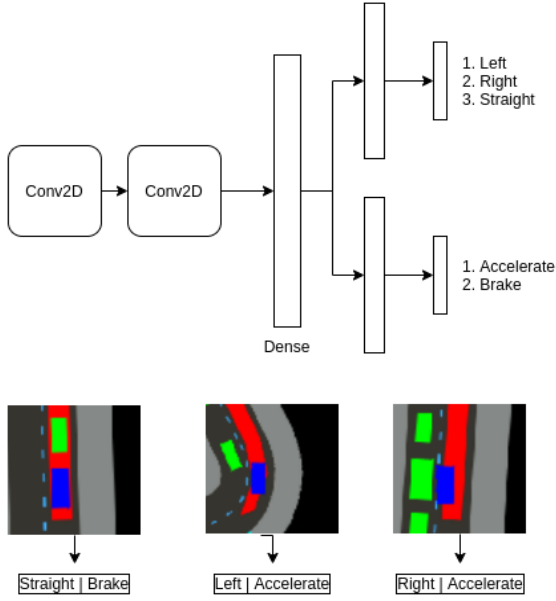 1. Left
2. Right
3. Straight
Conv2D
Conv2D
1. Accelerate
2. Brake
Dense
Straight | Brake
Left | Accelerate
Right | Accelerate